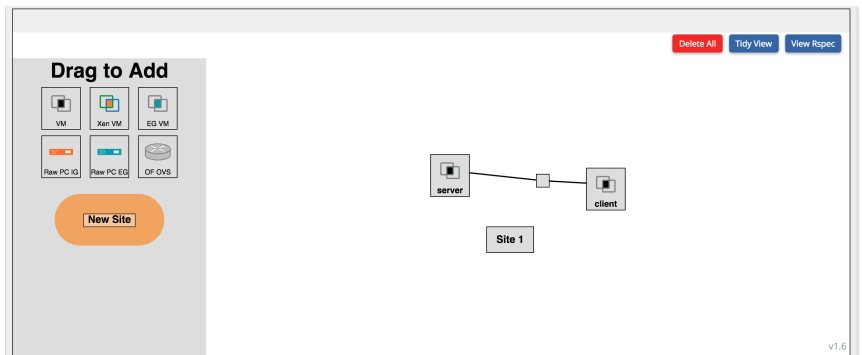 Delete All
Tidy View
View Rspec
Drag to Add
VM
Xen VM
EG VM
Raw PC IG
Raw PC EG
OF OVS
New Site
server
client
Site 1
v1.6